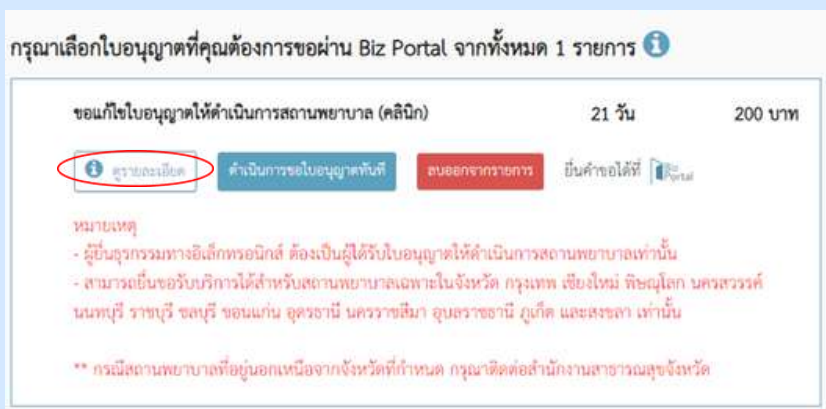 กรุณาเลือกใบอนุญาตที่คุณต้องการขอผ่าน Biz Portal จากทั้งหมด 1 รายการ
ขอแก้ไขใบอนุญาตให้ดำเนินการสถานพยาบาล (คลินิก) 21 วัน 200 บาท
ดูรายละเอียด ดำเนินการขอใบอนุญาตทันที ลบออกจากรายการ ยื่นคำขอได้ที่ Biz Portal
หมายเหตุ
- ผู้ยื่นธุรกรรมทางอิเล็กทรอนิกส์ ต้องเป็นผู้ได้รับใบอนุญาตให้ดำเนินการสถานพยาบาลเท่านั้น
- สามารถยื่นขอรับบริการได้สำหรับสถานพยาบาลเฉพาะในจังหวัด กรุงเทพ เชียงใหม่ พิษณุโลก นครสวรรค์
นนทบุรี ราชบุรี ชลบุรี ขอนแก่น อุดรธานี นครราชสีมา อุบลราชธานี ภูเก็ต และสงขลา เท่านั้น
** กรณีสถานพยาบาลที่อยู่นอกเหนือจากจังหวัดที่กำหนด กรุณาติดต่อสำนักงานสาธารณสุขจังหวัด